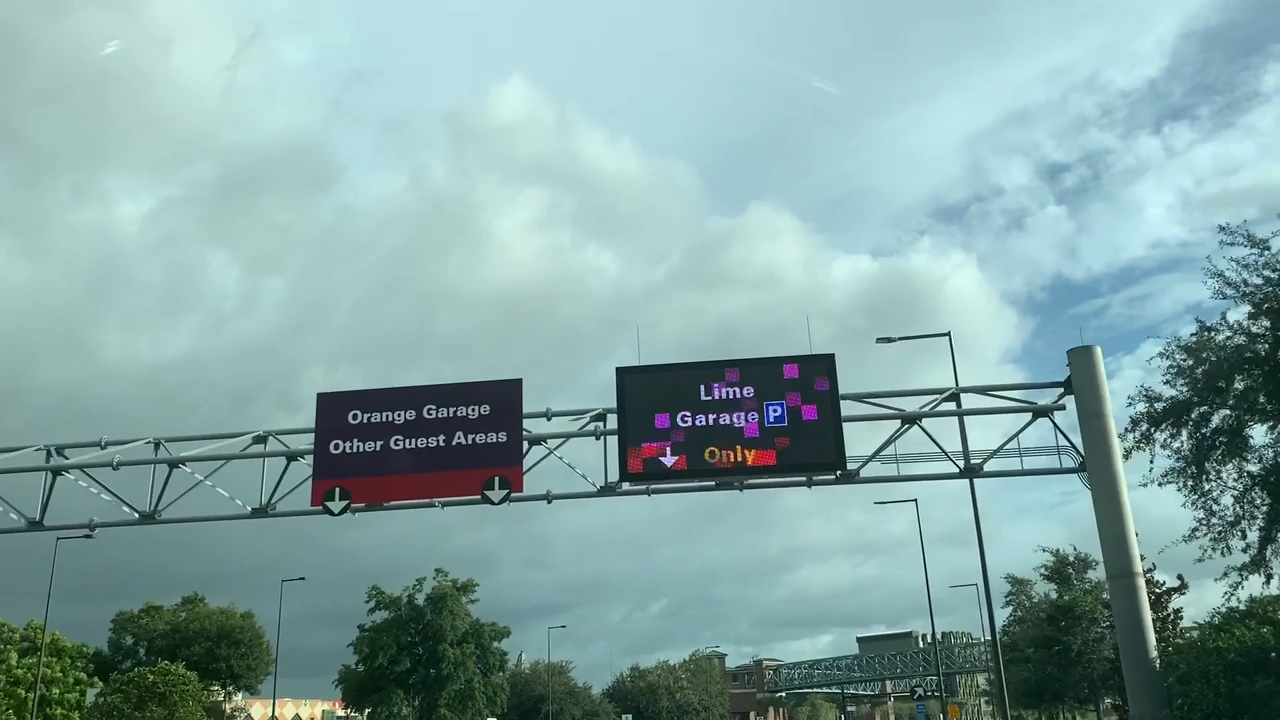 Orange Garage
Other Guest Areas
Lime
Garage P
Only